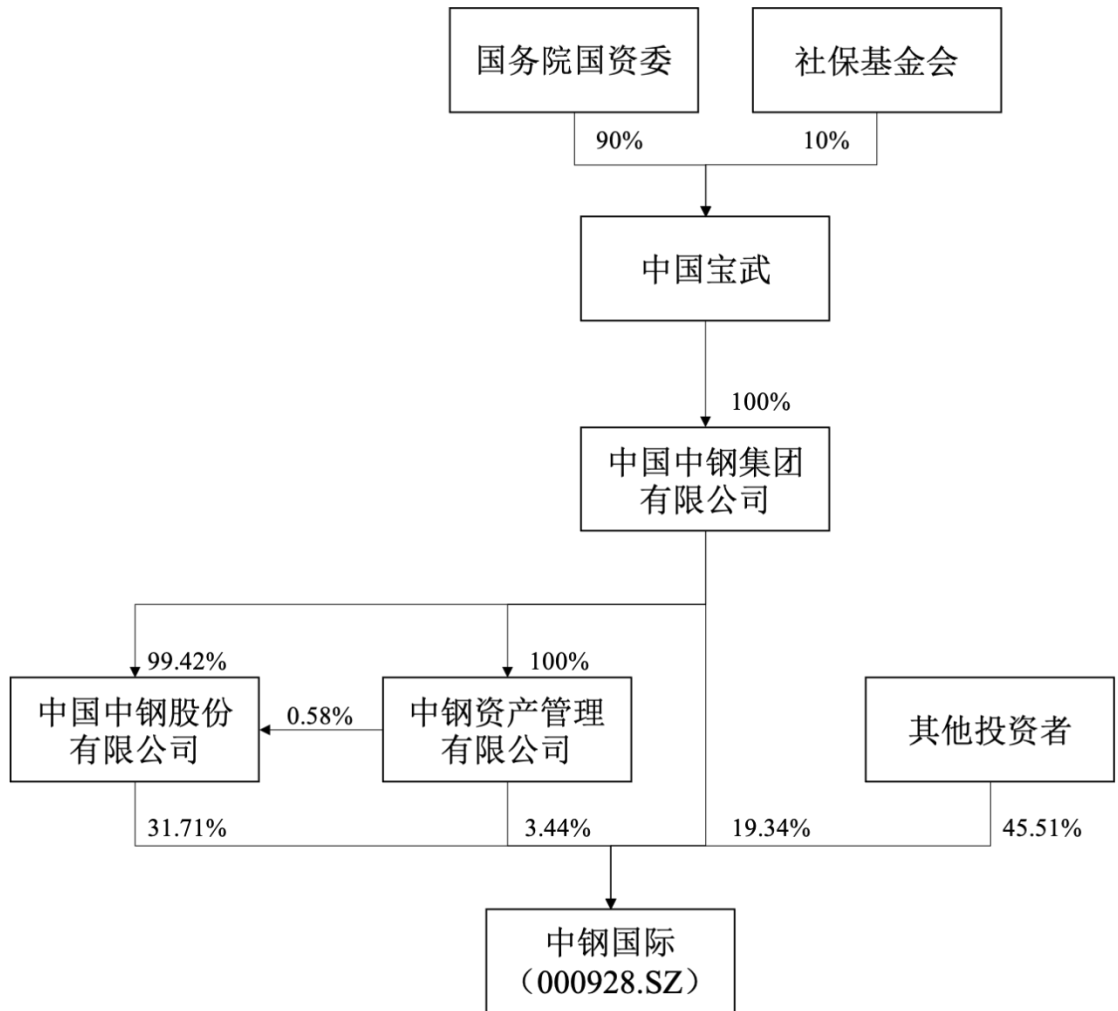 国务院国资委
社保基金会
90%
10%
中国宝武
100%
中国中钢集团
有限公司
99.42%
100%
中国中钢股份
有限公司
0.58%
中钢资产管理
有限公司
其他投资者
31.71%
3.44%
19.34%
45.51%
中钢国际
（000928.SZ）